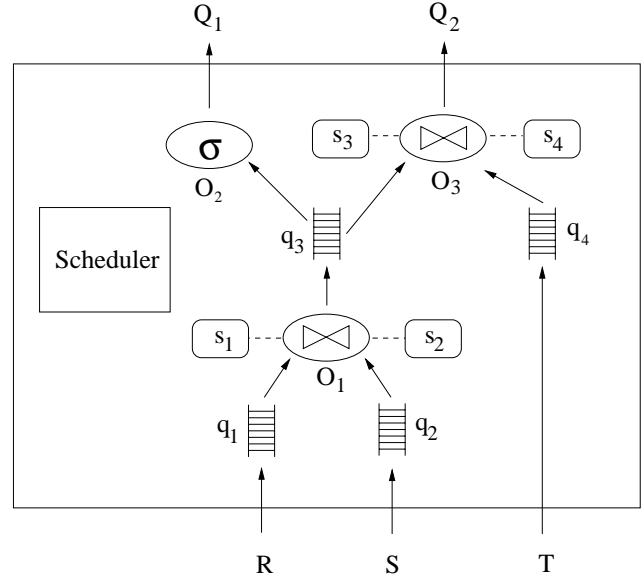 Q₁ Q₂
σ s₃ s₄
O₂ O₃
q₃ q₄
Scheduler
s₁ s₂
O₁
q₁ q₂
R S T